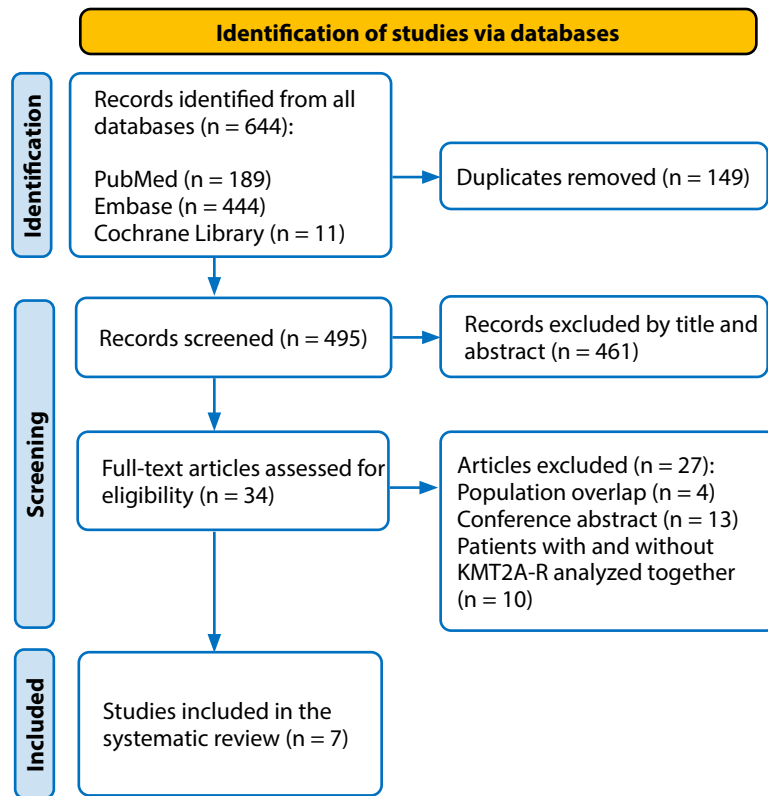 Identification of studies via databases
Identification
Records identified from all
databases (n = 644):
PubMed (n = 189)
Embase (n = 444)
Cochrane Library (n = 11)
Duplicates removed (n = 149)
Screening
Records screened (n = 495)
Records excluded by title and
abstract (n = 461)
Full-text articles assessed for
eligibility (n = 34)
Articles excluded (n = 27):
Population overlap (n = 4)
Conference abstract (n = 13)
Patients with and without
KMT2A-R analyzed together
(n = 10)
Included
Studies included in the
systematic review (n = 7)